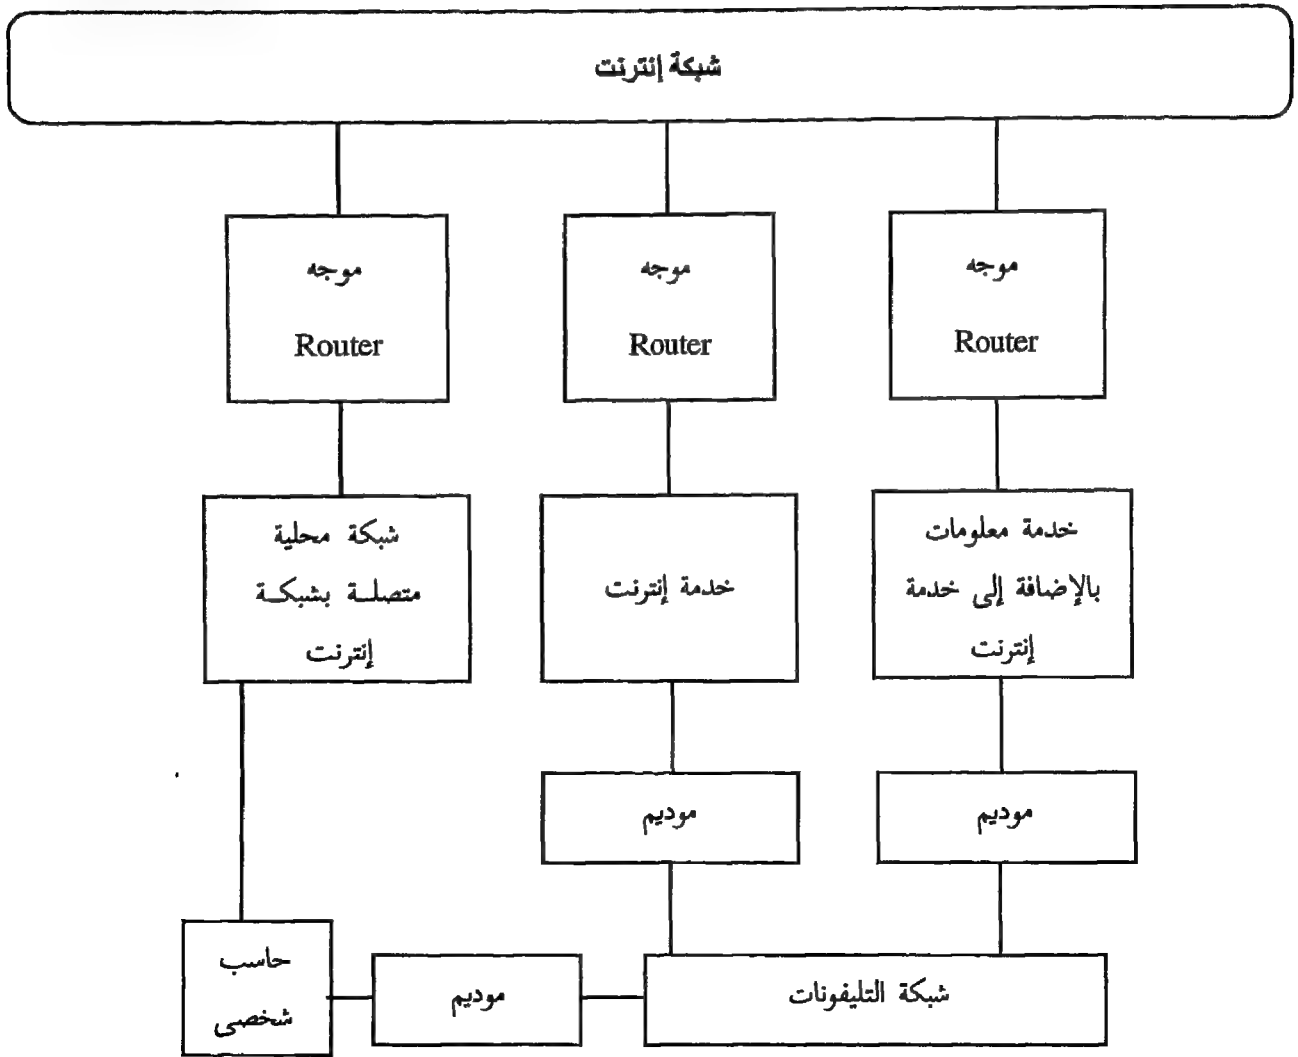 شبكة إنترنت
موجه
Router
موجه
Router
موجه
Router
خدمة معلومات
بالإضافة إلى خدمة
إنترنت
خدمة إنترنت
شبكة محلية
متصلة بشبكة
إنترنت
موديم
موديم
شبكة التليفونات
موديم
حاسب
شخصى